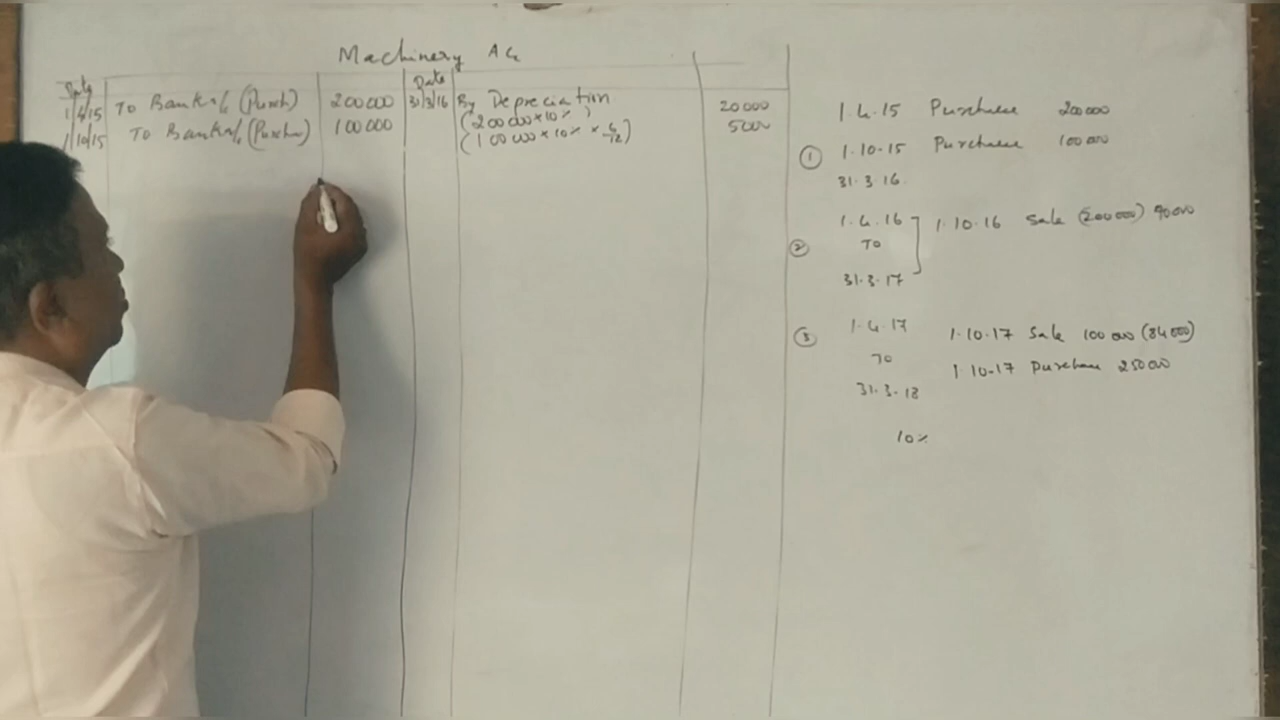 Machinery A/c
Date
Date
1/4/15 To Bank A/c (Purch) 200000 31/3/16 By Depreciation
(200000 × 10%) 20000
1/10/15 To Bank A/c (Purchase) 100000 (100000 × 10% × 6/12) 5000
1.4.15 Purchase 200000
① 1.10.15 Purchase 100000
31.3.16.
② 1.4.16 1.10.16 Sale (200000) 90000
TO
31.3.17
③ 1.4.17 1.10.17 Sale 100000 (84000)
TO 1.10.17 Purchase 250000
31.3.18
10%